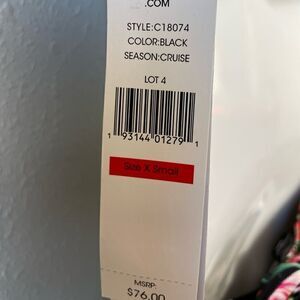 .COM
STYLE:C18074
COLOR:BLACK
SEASON:CRUISE
LOT 4
1 93144 01279 1
Size X Small
MSRP:
$76.00